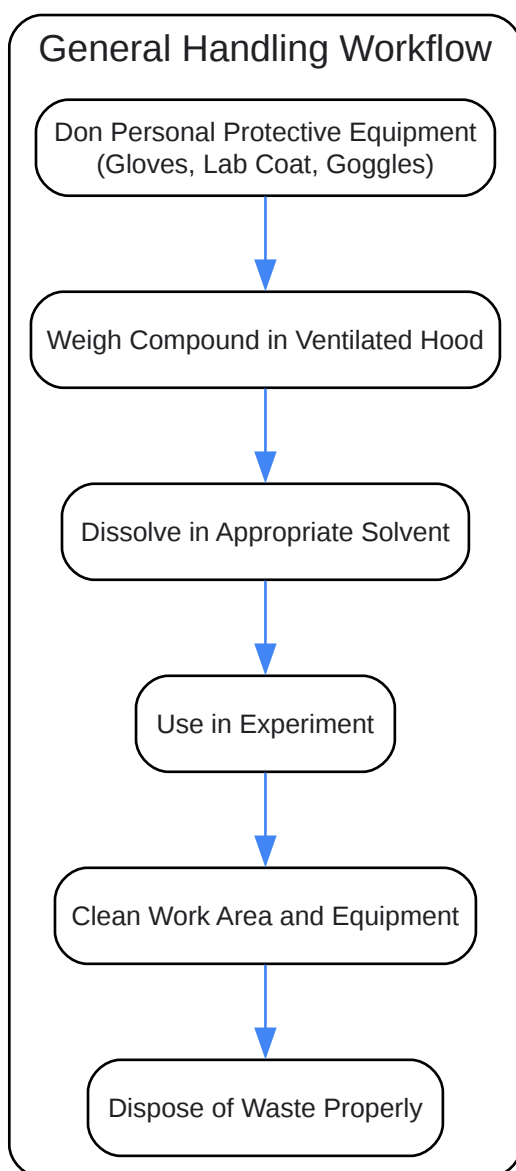 General Handling Workflow
Don Personal Protective Equipment
(Gloves, Lab Coat, Goggles)
Weigh Compound in Ventilated Hood
Dissolve in Appropriate Solvent
Use in Experiment
Clean Work Area and Equipment
Dispose of Waste Properly